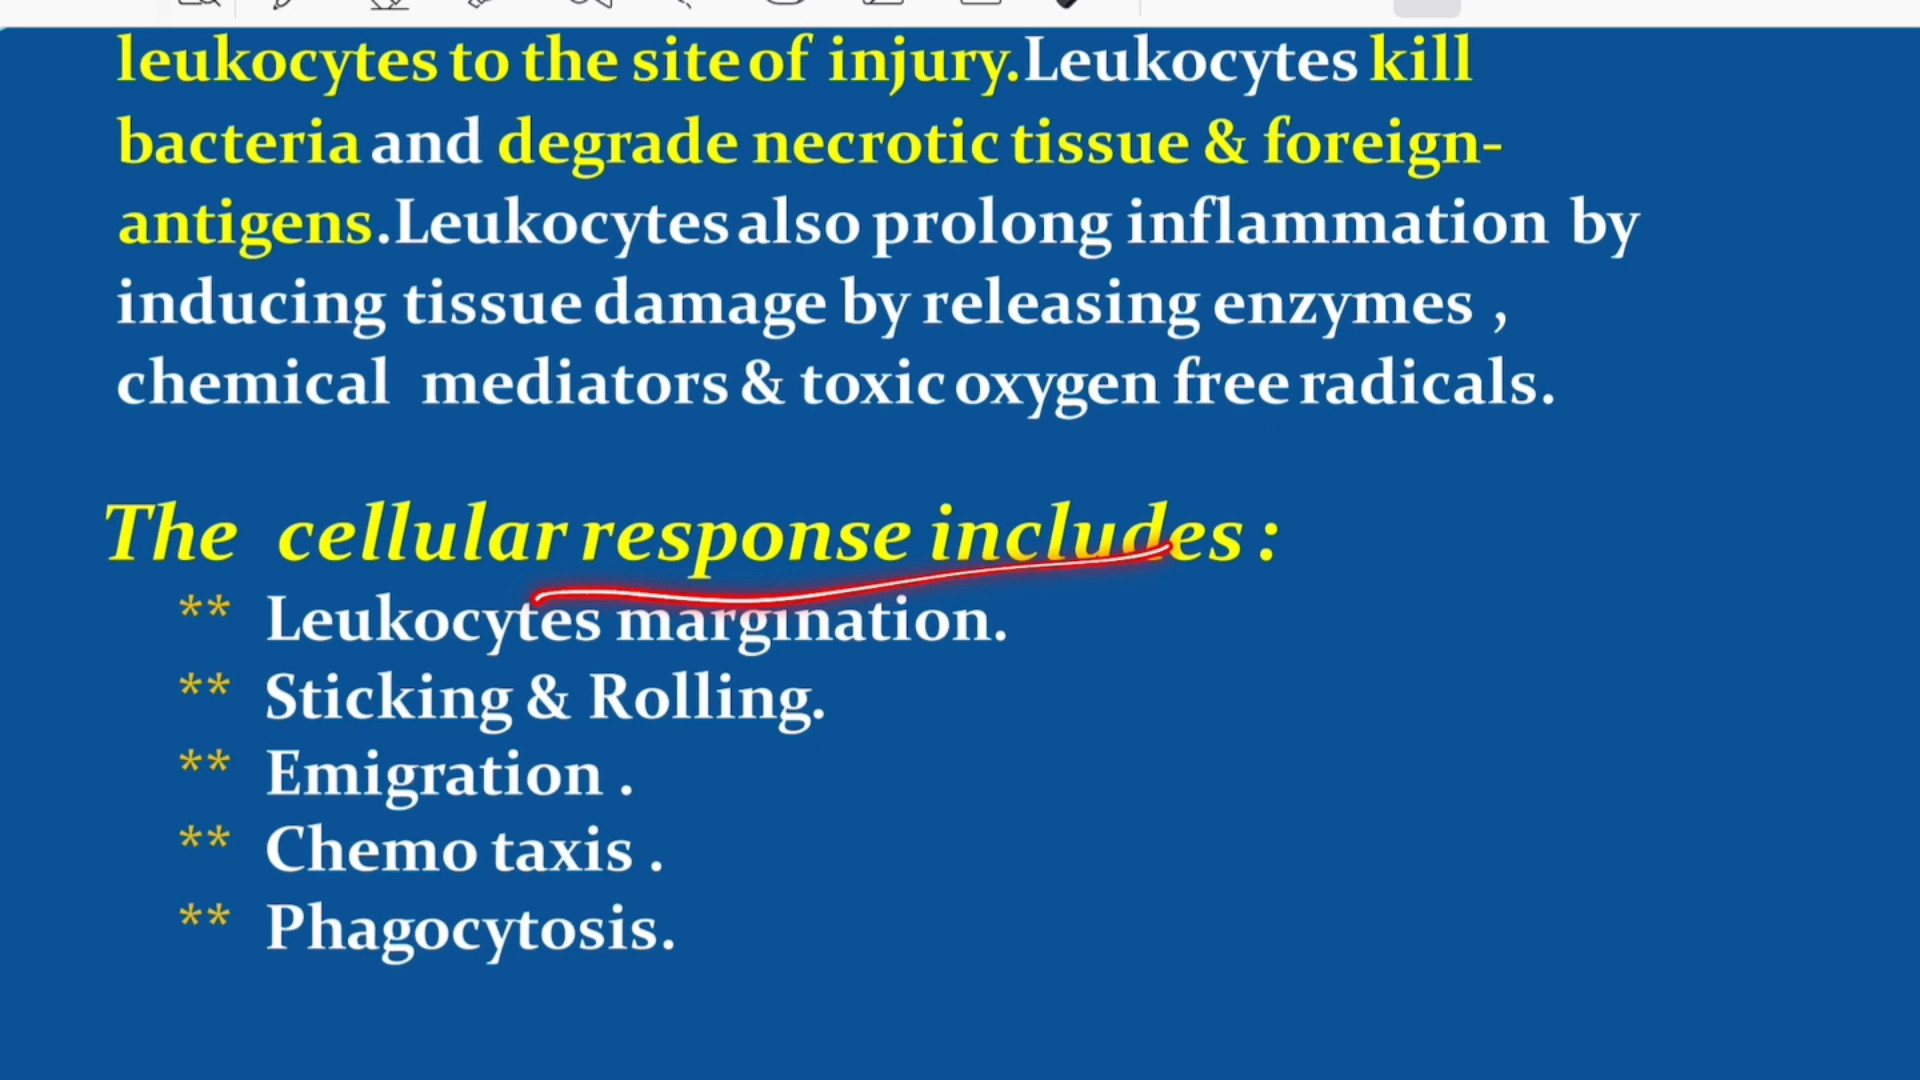 leukocytes to the site of injury.Leukocytes kill
bacteria and degrade necrotic tissue & foreign-
antigens.Leukocytes also prolong inflammation by
inducing tissue damage by releasing enzymes ,
chemical mediators & toxic oxygen free radicals.
The cellular response includes :
** Leukocytes margination.
** Sticking & Rolling.
** Emigration .
** Chemo taxis .
** Phagocytosis.